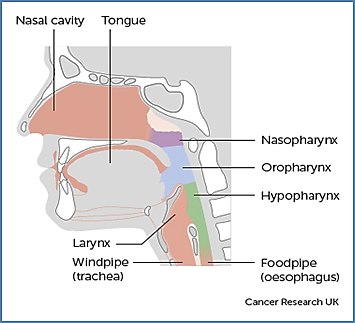 Nasal cavity
Tongue
Nasopharynx
Oropharynx
Hypopharynx
Larynx
Windpipe
(trachea)
Foodpipe
(oesophagus)
Cancer Research UK